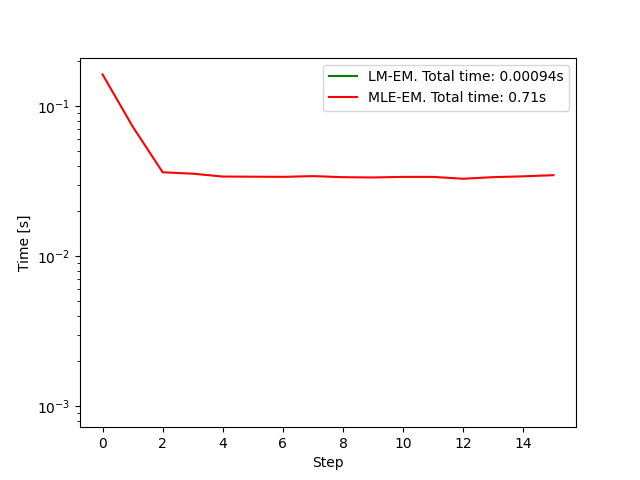 LM-EM. Total time: 0.00094s
MLE-EM. Total time: 0.71s
10⁻¹
10⁻²
10⁻³
Time [s]
0 2 4 6 8 10 12 14
Step